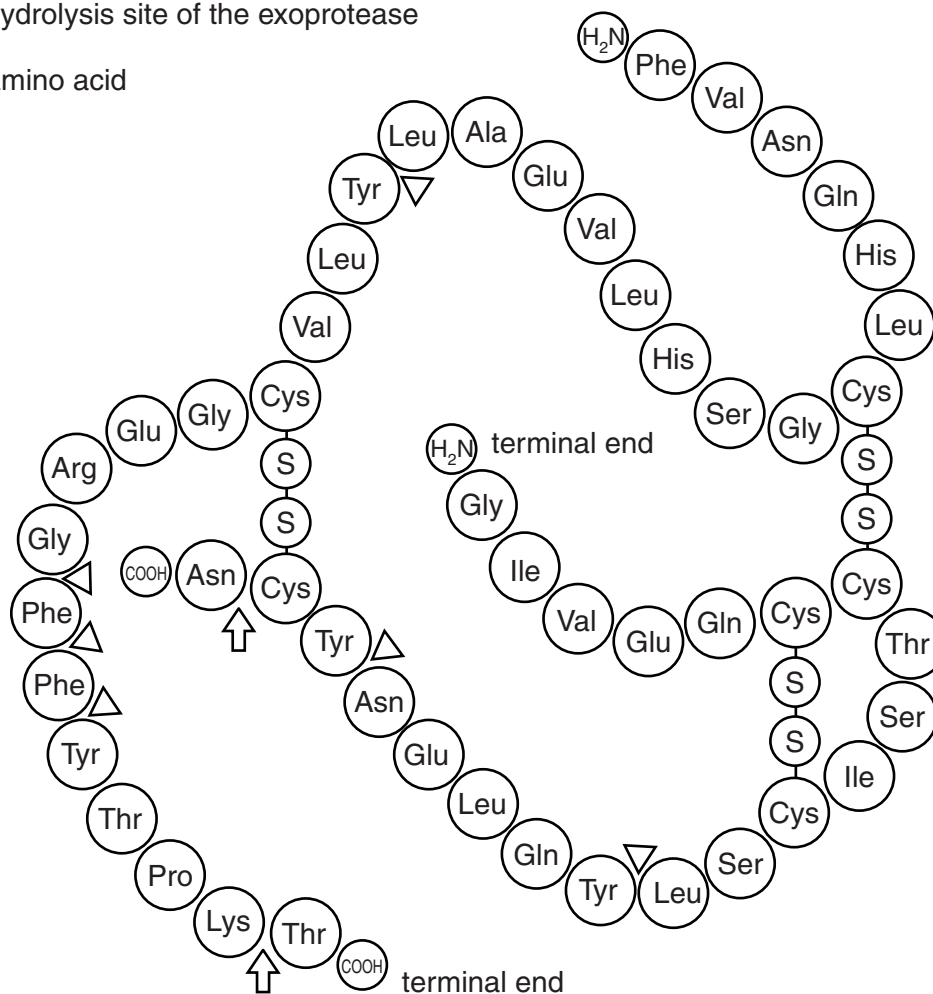 ydrolysis site of the exoprotease
amino acid
H2N
Phe
Val
Asn
Gln
His
Leu
Cys
Gly
Ser
His
Leu
Val
Glu
Ala
Leu
Tyr
Leu
Val
Cys
Gly
Glu
Arg
Gly
Phe
Phe
Tyr
Thr
Pro
Lys
Thr
COOH
terminal end
S
S
S
S
H2N
terminal end
Gly
Ile
Val
Glu
Gln
Cys
S
S
Cys
Thr
Ser
Ile
Cys
Ser
Leu
Tyr
Gln
Leu
Glu
Asn
Tyr
Cys
Asn
COOH